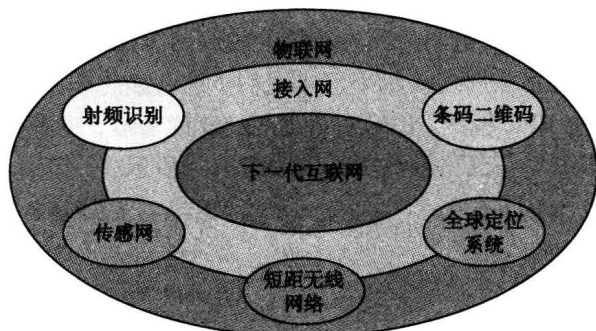 物联网
接入网
射频识别
条码二维码
下一代互联网
传感网
全球定位
系统
短距无线
网络